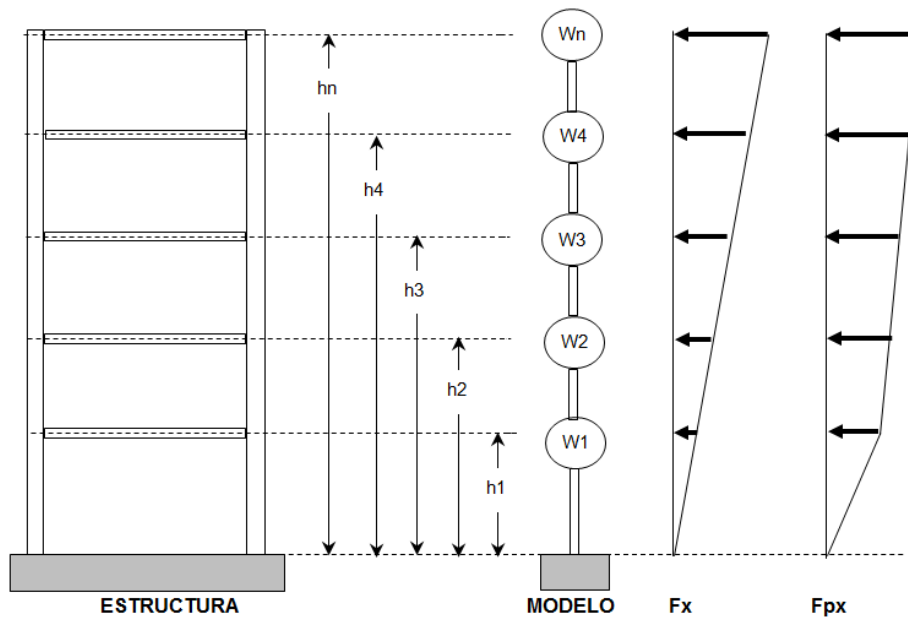 hn
h4
h3
h2
h1
Wn
W4
W3
W2
W1
ESTRUCTURA
MODELO
Fx
Fpx